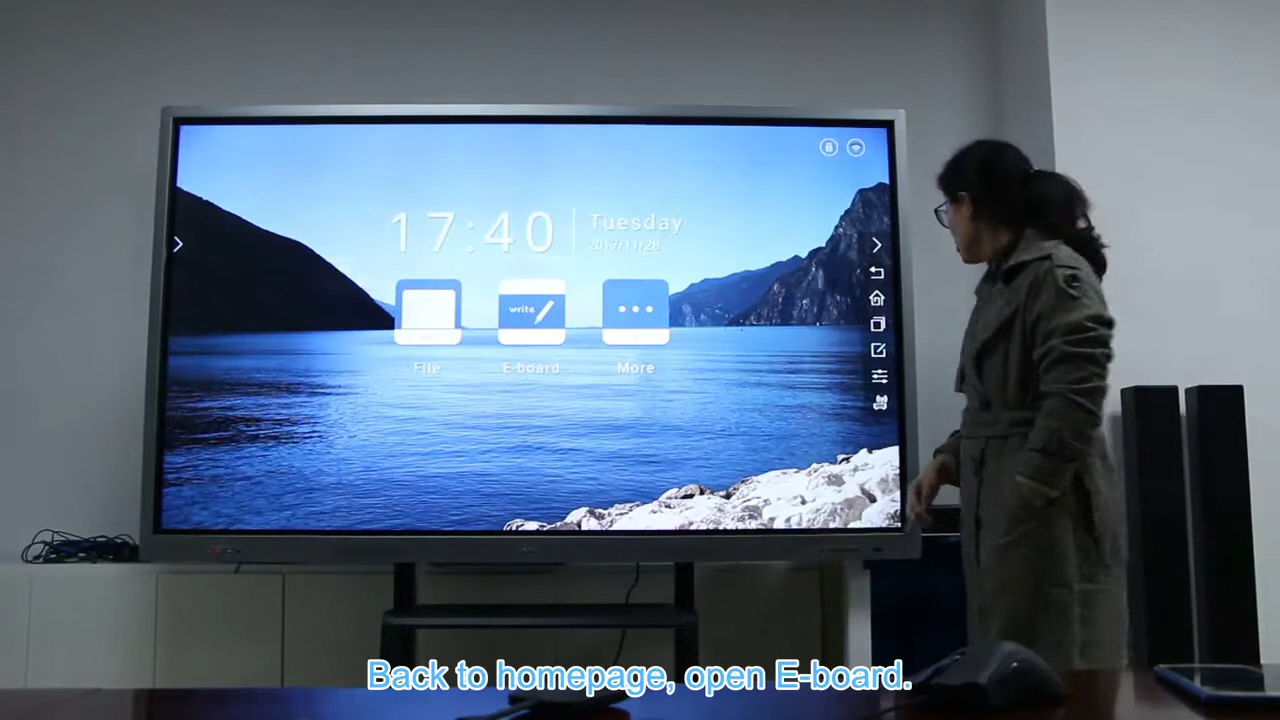 17:40
Tuesday
2017/11/28
write
File
E-board
More
Back to homepage, open E-board.